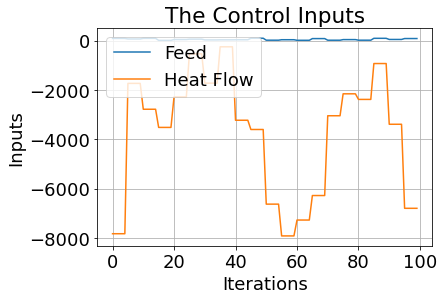 The Control Inputs
Feed
Heat Flow
0
−2000
−4000
−6000
−8000
Inputs
0 20 40 60 80 100
Iterations